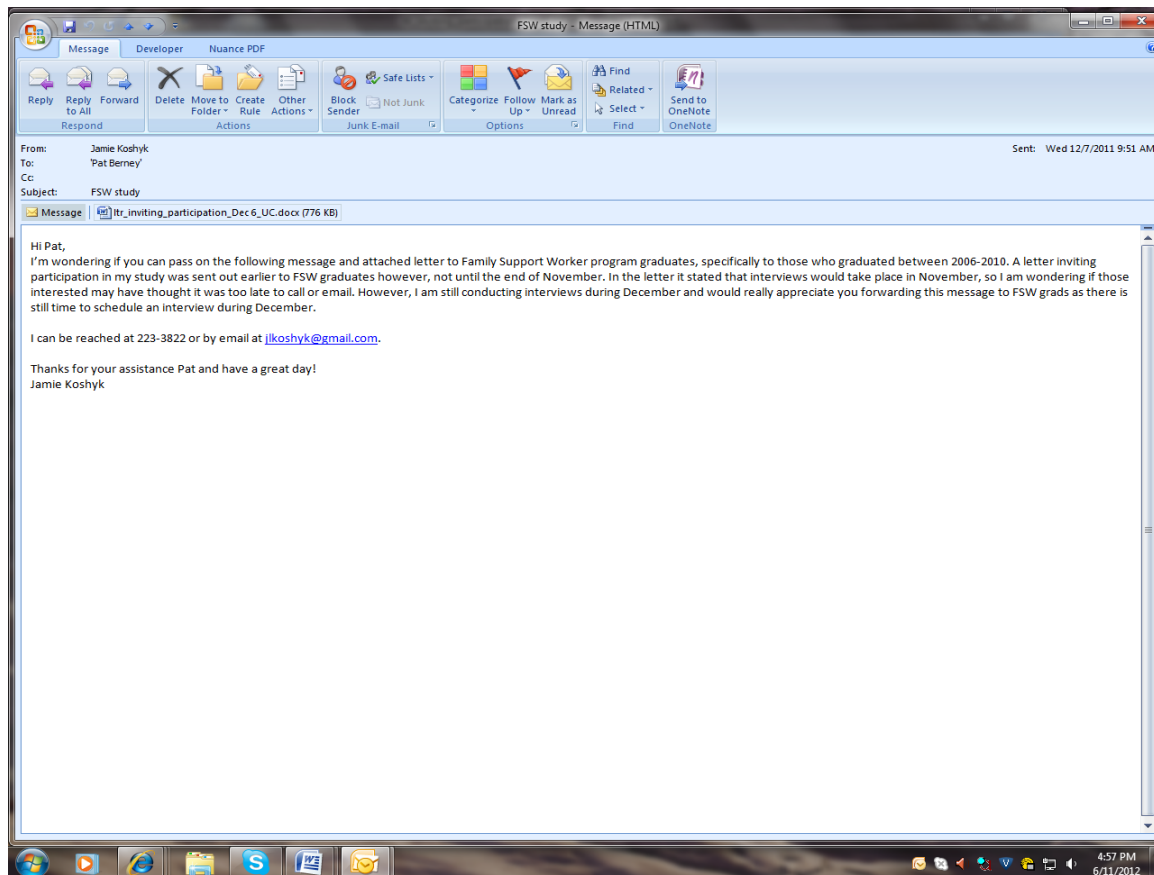 FSW study - Message (HTML)
Message Developer Nuance PDF
Reply Reply to All Forward Delete Move to Folder Create Rule Other Actions Block Sender Safe Lists Not Junk Categorize Follow Up Mark as Unread Find Related Select Send to OneNote
Respond Actions Junk E-mail Options Find OneNote
From: Jamie Koshyk Sent: Wed 12/7/2011 9:51 AM
To: 'Pat Berney'
Cc:
Subject: FSW study
Message ltr_inviting_participation_Dec 6_UC.docx (776 KB)
Hi Pat,
I'm wondering if you can pass on the following message and attached letter to Family Support Worker program graduates, specifically to those who graduated between 2006-2010. A letter inviting
participation in my study was sent out earlier to FSW graduates however, not until the end of November. In the letter it stated that interviews would take place in November, so I am wondering if those
interested may have thought it was too late to call or email. However, I am still conducting interviews during December and would really appreciate you forwarding this message to FSW grads as there is
still time to schedule an interview during December.
I can be reached at 223-3822 or by email at jlkoshyk@gmail.com.
Thanks for your assistance Pat and have a great day!
Jamie Koshyk
4:57 PM
6/11/2012